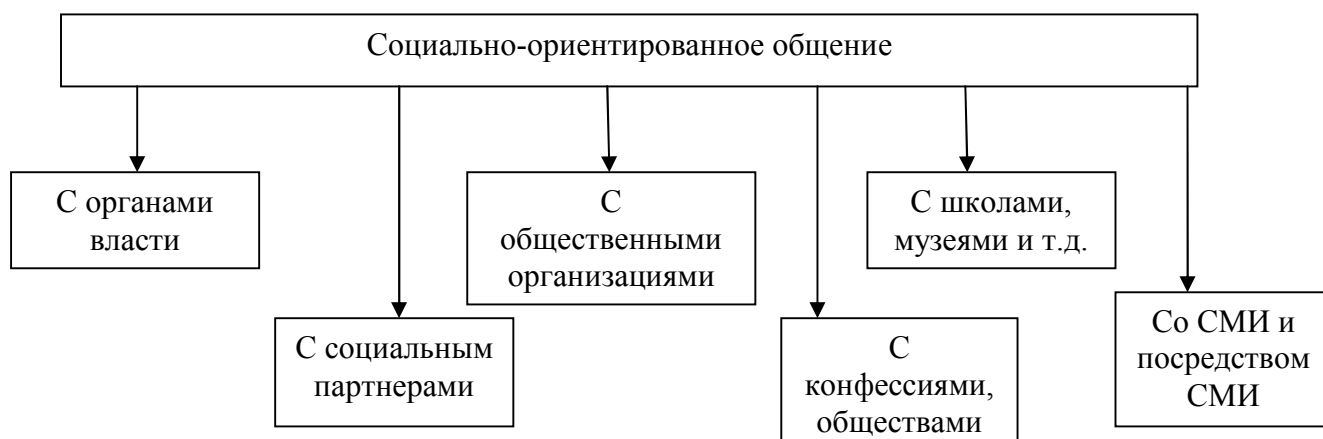 Социально-ориентированное общение
С органами
власти
С
общественными
организациями
С школами,
музеями и т.д.
С социальным
партнерами
С
конфессиями,
обществами
Со СМИ и
посредством
СМИ